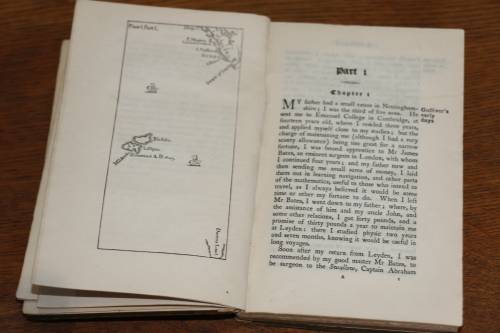 Part 1
Chapter 1
MY father had a small estate in Nottingham-
shire; I was the third of five sons. He
sent me to Emanuel College in Cambridge, at
fourteen years old, where I resided three years,
and applied myself close to my studies; but the
charge of maintaining me (although I had a very
scanty allowance) being too great for a narrow
fortune, I was bound apprentice to Mr James
Bates, an eminent surgeon in London, with whom
I continued four years; and my father now and
then sending me small sums of money, I laid
them out in learning navigation, and other parts
of the mathematics, useful to those who intend to
travel, as I always believed it would be some
time or other my fortune to do. When I left
Mr Bates, I went down to my father; where, by
the assistance of him and my uncle John, and
some other relations, I got forty pounds, and a
promise of thirty pounds a year to maintain me
at Leyden: there I studied physic two years
and seven months, knowing it would be useful in
long voyages.
Soon after my return from Leyden, I was
recommended by my good master Mr Bates, to
be surgeon to the Swallow, Captain Abraham
Gulliver's
early
days
A